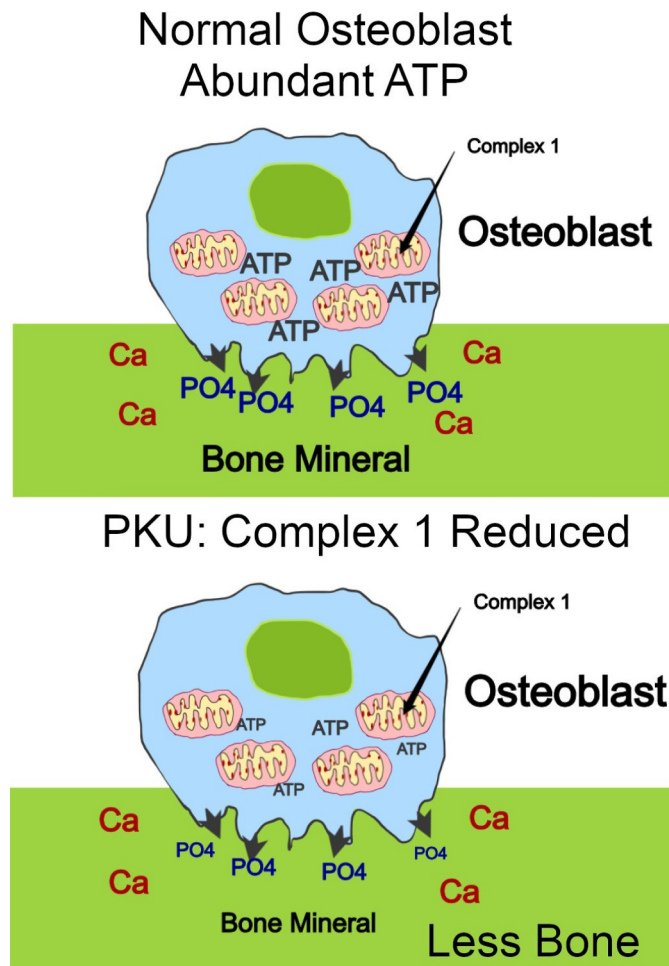 Normal Osteoblast
Abundant ATP
Complex 1
Osteoblast
ATP
ATP
ATP
ATP
Ca
Ca
PO4
PO4
PO4
PO4
Ca
Ca
Bone Mineral
PKU: Complex 1 Reduced
Complex 1
Osteoblast
ATP
ATP
ATP
ATP
Ca
Ca
PO4
PO4
PO4
PO4
Ca
Ca
Bone Mineral
Less Bone